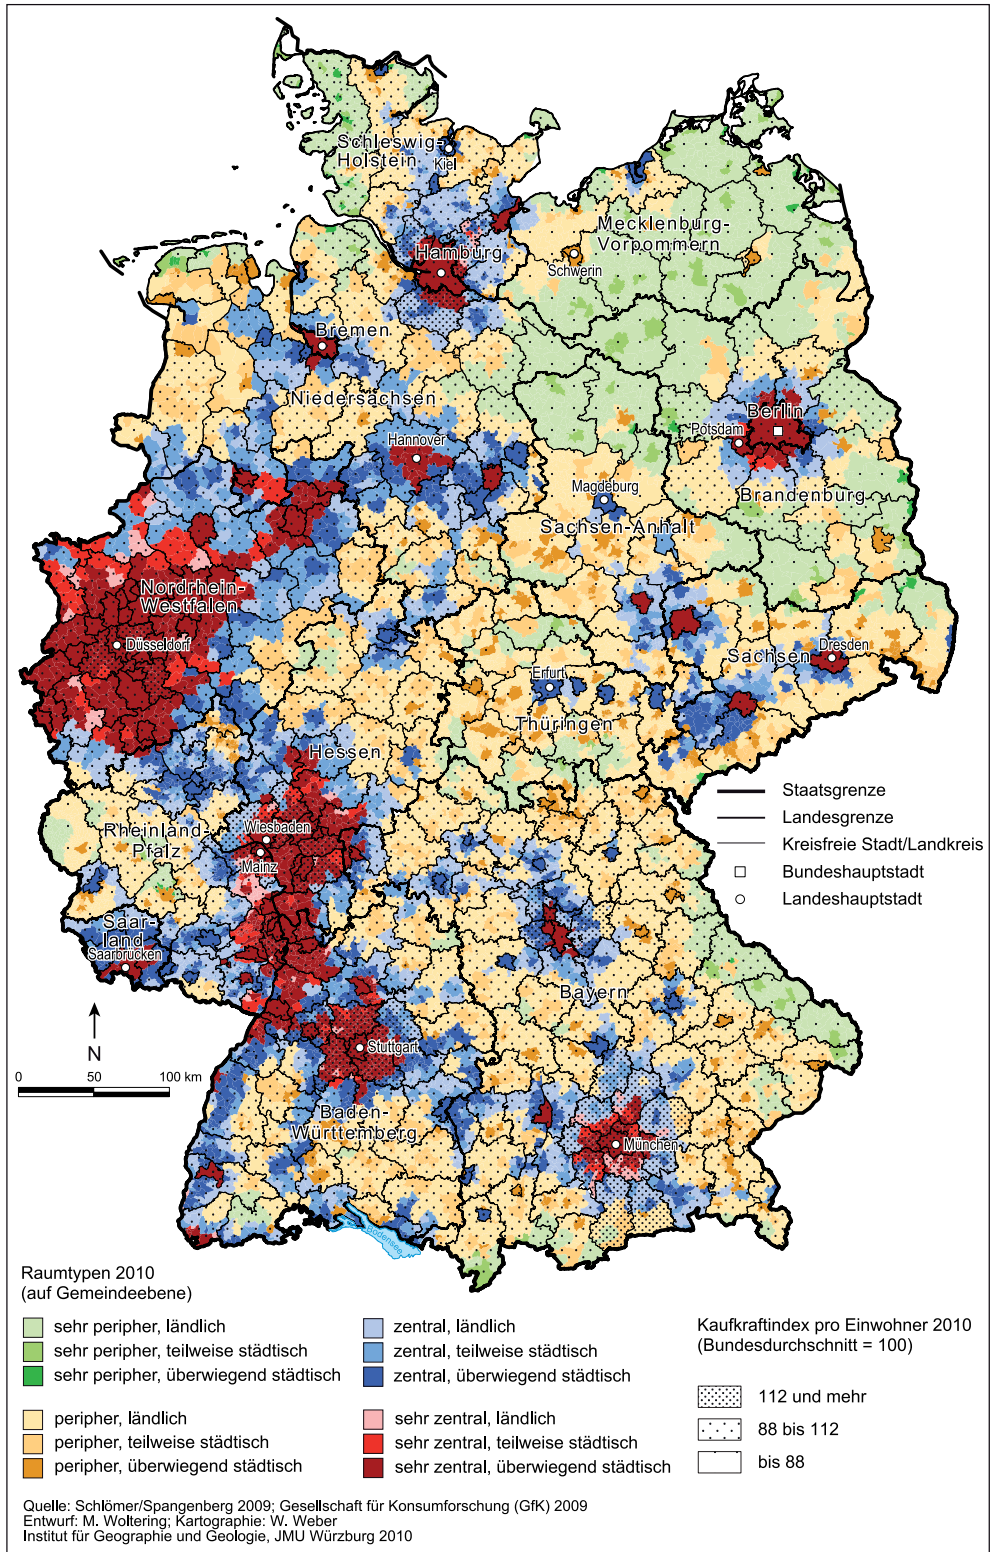 Schleswig-
Holstein
Kiel
Mecklenburg-
Vorpommern
Hamburg
Schwerin
Bremen
Niedersachsen
Berlin
Potsdam
Hannover
Magdeburg
Brandenburg
Sachsen-Anhalt
Nordrhein-
Westfalen
Düsseldorf
Dresden
Sachsen
Erfurt
Thüringen
Hessen
Staatsgrenze
Landesgrenze
Kreisfreie Stadt/Landkreis
Bundeshauptstadt
Landeshauptstadt
Wiesbaden
Rheinland-
Pfalz
Mainz
Saar-
land
Saarbrücken
Bayern
N
Stuttgart
0 50 100 km
Baden-
Württemberg
München
Bodensee
Raumtypen 2010
(auf Gemeindeebene)
sehr peripher, ländlich
sehr peripher, teilweise städtisch
sehr peripher, überwiegend städtisch
peripher, ländlich
peripher, teilweise städtisch
peripher, überwiegend städtisch
zentral, ländlich
zentral, teilweise städtisch
zentral, überwiegend städtisch
sehr zentral, ländlich
sehr zentral, teilweise städtisch
sehr zentral, überwiegend städtisch
Kaufkraftindex pro Einwohner 2010
(Bundesdurchschnitt = 100)
112 und mehr
88 bis 112
bis 88
Quelle: Schlömer/Spangenberg 2009; Gesellschaft für Konsumforschung (GfK) 2009
Entwurf: M. Woltering; Kartographie: W. Weber
Institut für Geographie und Geologie, JMU Würzburg 2010